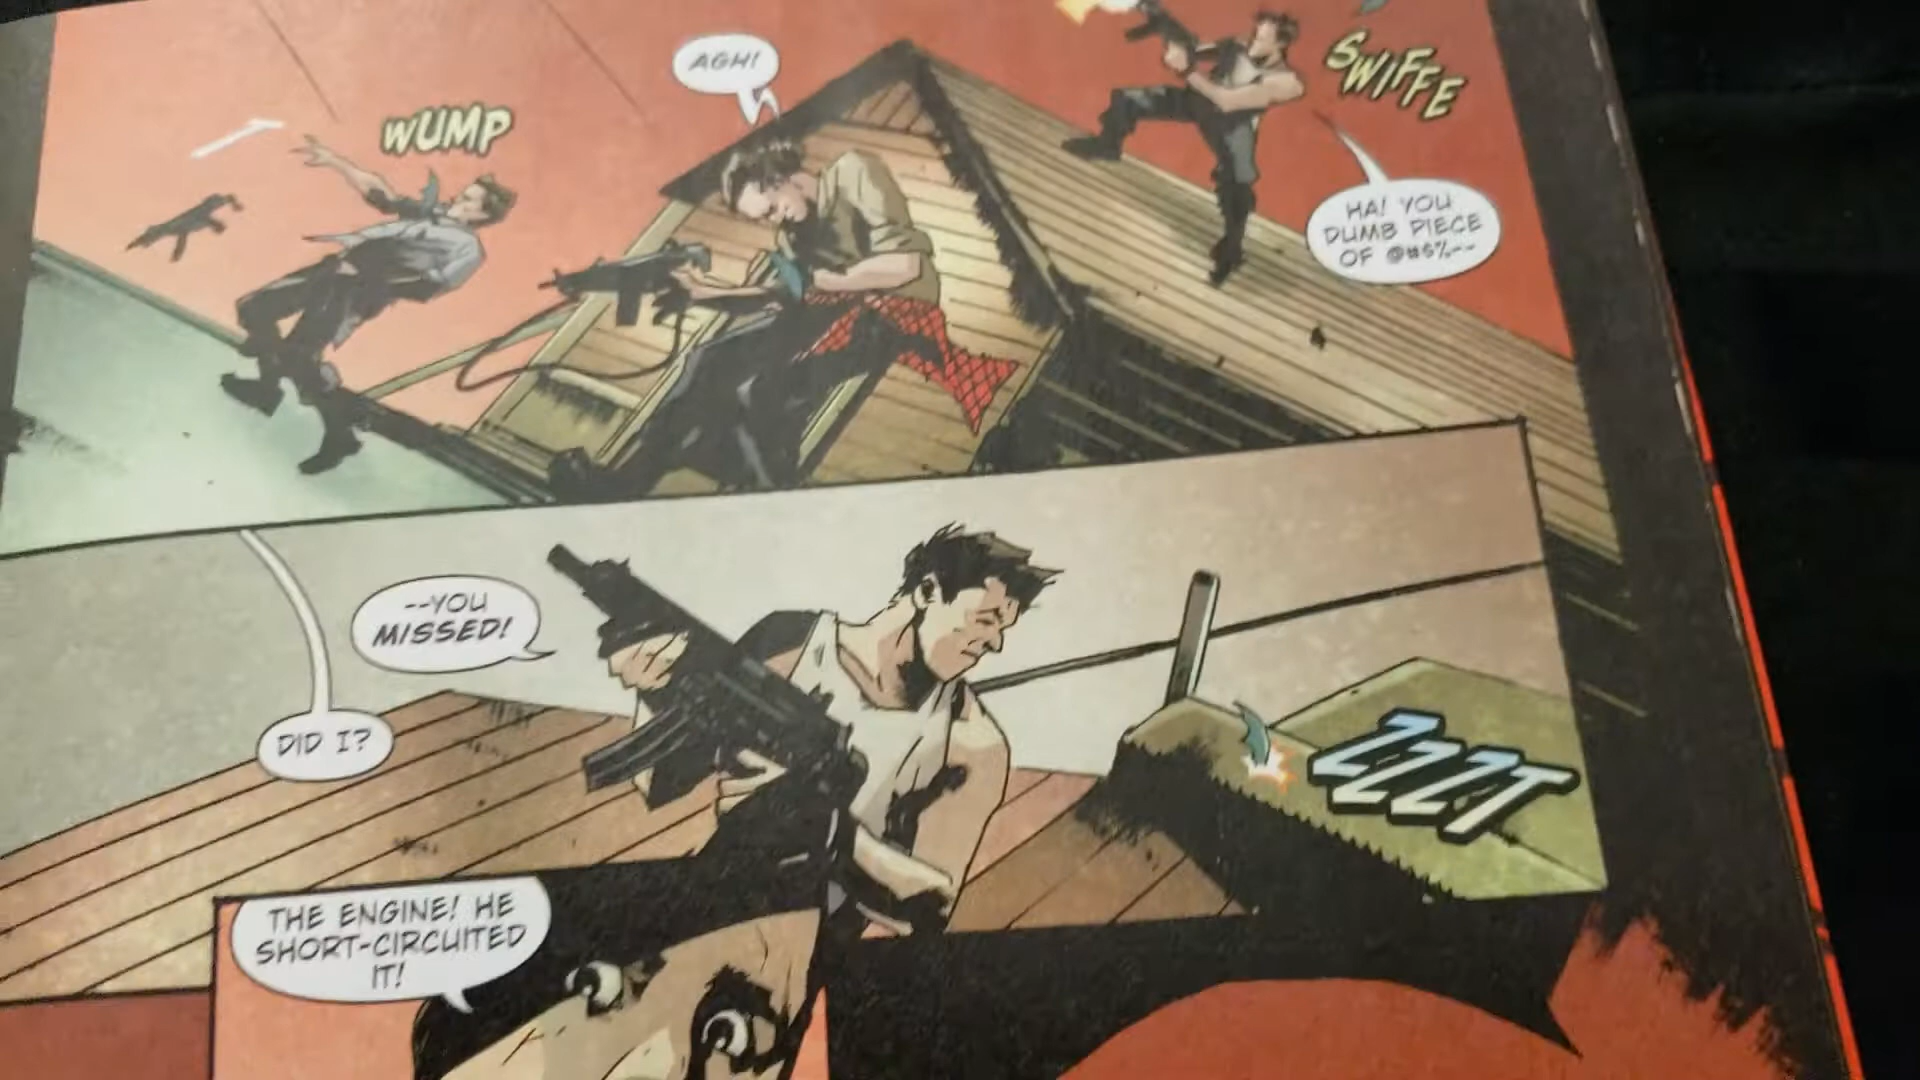 WUMP
AGH!
SWIFFE
HA! YOU
DUMB PIECE
OF @#$%--
--YOU
MISSED!
DID I?
ZZZT
THE ENGINE! HE
SHORT-CIRCUITED
IT!